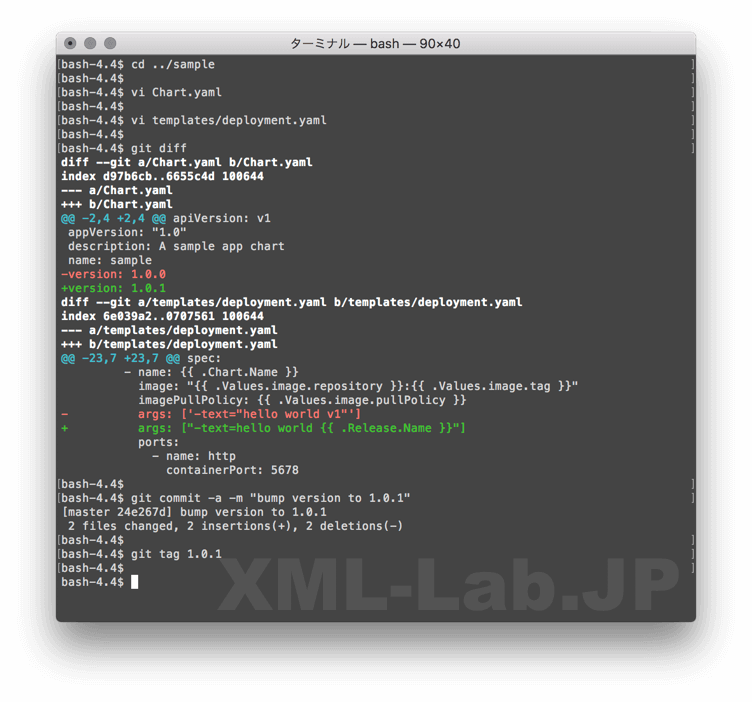 ターミナル — bash — 90×40
[bash-4.4$ cd ../sample ]
[bash-4.4$ ]
[bash-4.4$ vi Chart.yaml ]
[bash-4.4$ ]
[bash-4.4$ vi templates/deployment.yaml ]
[bash-4.4$ ]
[bash-4.4$ git diff ]
diff --git a/Chart.yaml b/Chart.yaml
index d97b6cb..6655c4d 100644
--- a/Chart.yaml
+++ b/Chart.yaml
@@ -2,4 +2,4 @@ apiVersion: v1
 appVersion: "1.0"
 description: A sample app chart
 name: sample
-version: 1.0.0
+version: 1.0.1
diff --git a/templates/deployment.yaml b/templates/deployment.yaml
index 6e039a2..0707561 100644
--- a/templates/deployment.yaml
+++ b/templates/deployment.yaml
@@ -23,7 +23,7 @@ spec:
         - name: {{ .Chart.Name }}
           image: "{{ .Values.image.repository }}:{{ .Values.image.tag }}"
           imagePullPolicy: {{ .Values.image.pullPolicy }}
-          args: ['-text="hello world v1"']
+          args: ["-text=hello world {{ .Release.Name }}"]
           ports:
             - name: http
               containerPort: 5678
[bash-4.4$ ]
[bash-4.4$ git commit -a -m "bump version to 1.0.1" ]
[master 24e267d] bump version to 1.0.1
 2 files changed, 2 insertions(+), 2 deletions(-)
[bash-4.4$ ]
[bash-4.4$ git tag 1.0.1 ]
[bash-4.4$ ]
bash-4.4$
XML-Lab.JP